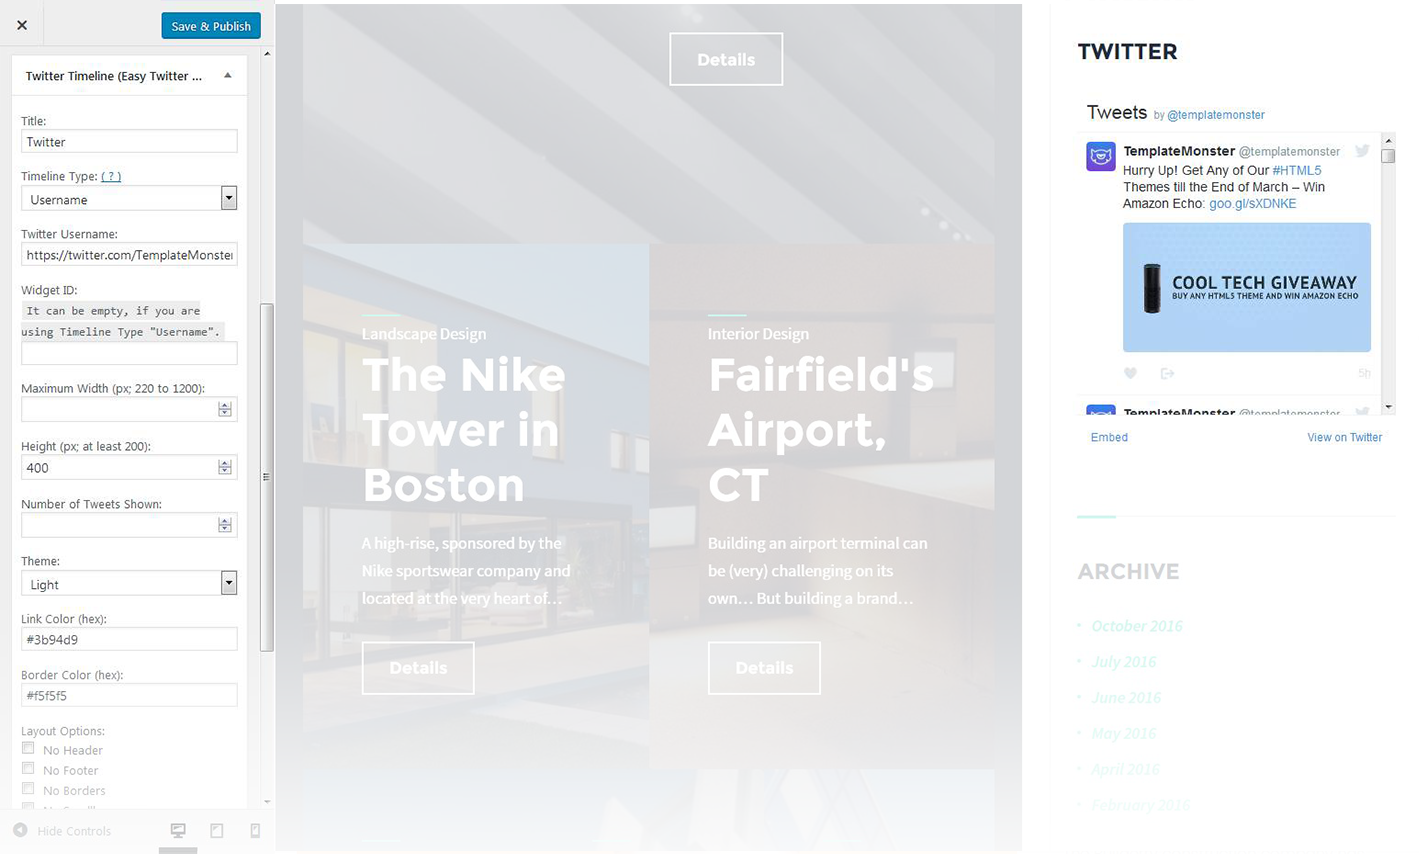 Save & Publish
Twitter Timeline (Easy Twitter ...
Title:
Twitter
Timeline Type: ( ? )
Username
Twitter Username:
https://twitter.com/TemplateMonster
Widget ID:
It can be empty, if you are
using Timeline Type "Username".
Maximum Width (px; 220 to 1200):
Height (px; at least 200):
400
Number of Tweets Shown:
Theme:
Light
Link Color (hex):
#3b94d9
Border Color (hex):
#f5f5f5
Layout Options:
No Header
No Footer
No Borders
Hide Controls
Details
Landscape Design
The Nike
Tower in
Boston
A high-rise, sponsored by the
Nike sportswear company and
located at the very heart of…
Details
Interior Design
Fairfield's
Airport,
CT
Building an airport terminal can
be (very) challenging on its
own… But building a brand…
Details
TWITTER
Tweets by @templatemonster
TemplateMonster @templatemonster
Hurry Up! Get Any of Our #HTML5
Themes till the End of March – Win
Amazon Echo: goo.gl/sXDNKE
COOL TECH GIVEAWAY
BUY ANY HTML5 THEME AND WIN AMAZON ECHO
5h
TemplateMonster @templatemonster
Embed
View on Twitter
ARCHIVE
October 2016
July 2016
June 2016
May 2016
April 2016
February 2016